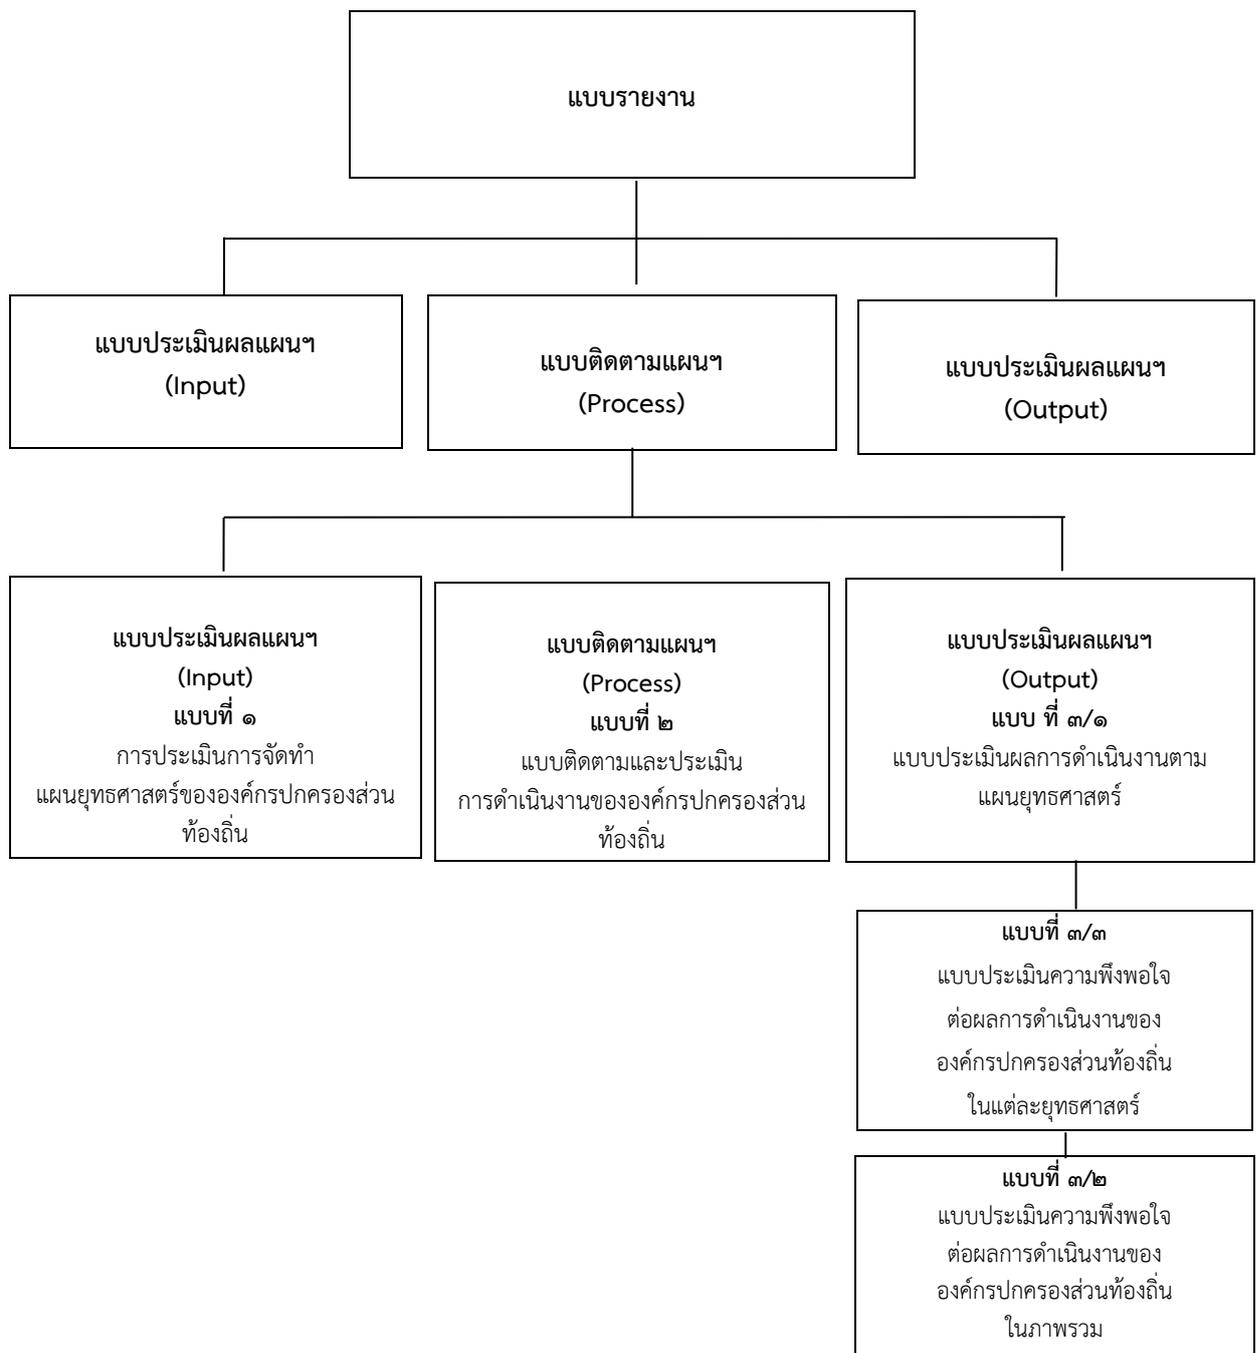 แบบรายงาน
แบบประเมินผลแผนฯ
(Input)
แบบติดตามแผนฯ
(Process)
แบบประเมินผลแผนฯ
(Output)
แบบประเมินผลแผนฯ
(Input)
แบบที่ ๑
การประเมินการจัดทำ
แผนยุทธศาสตร์ขององค์กรปกครองส่วน
ท้องถิ่น
แบบติดตามแผนฯ
(Process)
แบบที่ ๒
แบบติดตามและประเมิน
การดำเนินงานขององค์กรปกครองส่วน
ท้องถิ่น
แบบประเมินผลแผนฯ
(Output)
แบบ ที่ ๓/๑
แบบประเมินผลการดำเนินงานตาม
แผนยุทธศาสตร์
แบบที่ ๓/๓
แบบประเมินความพึงพอใจ
ต่อผลการดำเนินงานของ
องค์กรปกครองส่วนท้องถิ่น
ในแต่ละยุทธศาสตร์
แบบที่ ๓/๒
แบบประเมินความพึงพอใจ
ต่อผลการดำเนินงานของ
องค์กรปกครองส่วนท้องถิ่น
ในภาพรวม